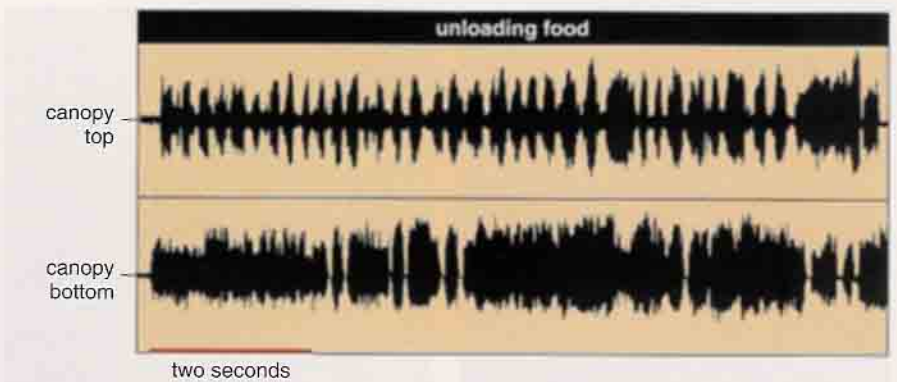 unloading food
canopy
top
canopy
bottom
two seconds